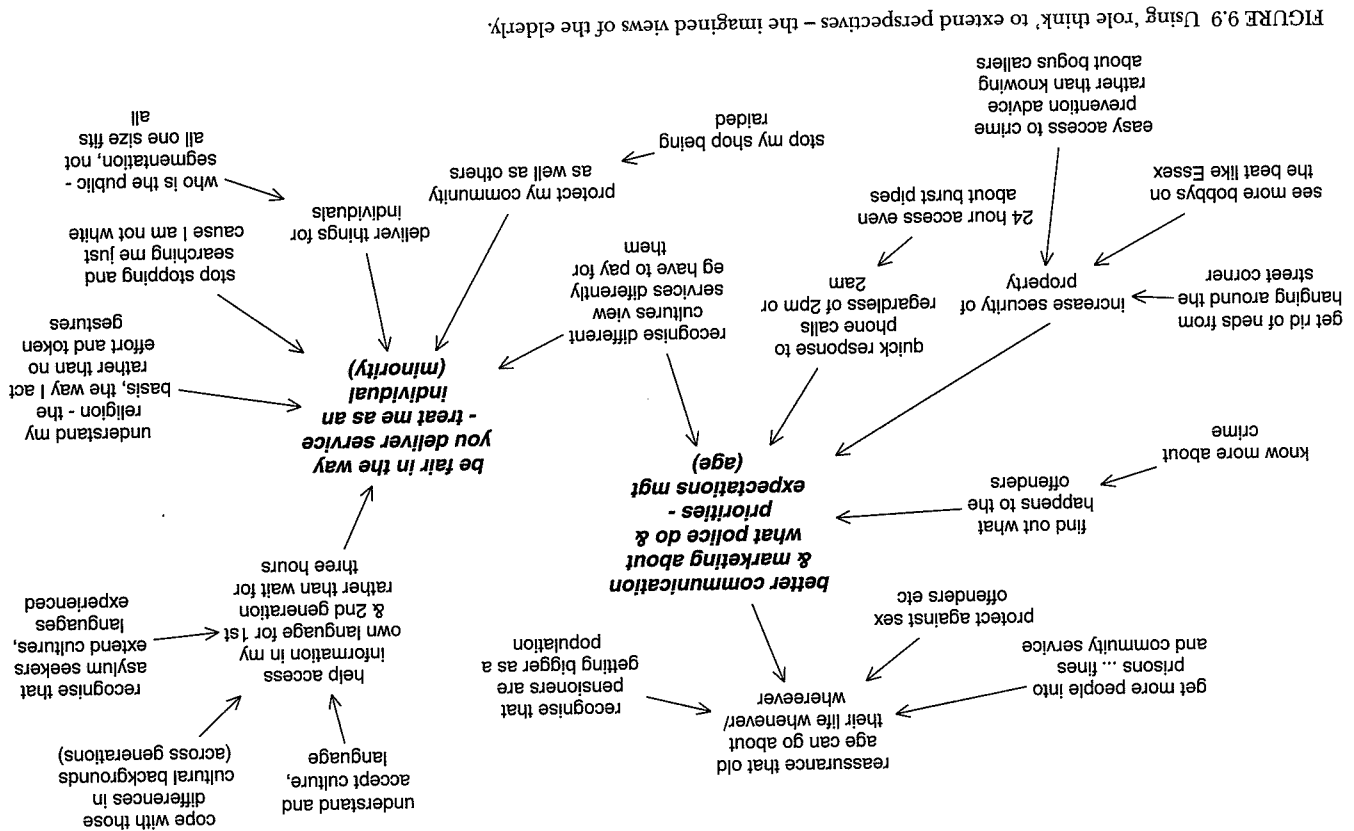 reassurance that old
age can go about
their life whenever/
whereever
understand and
accept culture,
language
cope with those
differences in
cultural backgrounds
(across generations)
get more people into
prisons ... fines
and commuity service
protect against sex
offenders etc
recognise that
pensioners are
getting bigger as a
population
help access
information in my
own language for 1st
& 2nd generation
rather than wait for
three hours
recognise that
asylum seekers
extend cultures,
languages
experienced
know more about
crime
find out what
happens to the
offenders
better communication
& marketing about
what police do &
priorities -
expectations mgt
(age)
be fair in the way
you deliver service
- treat me as an
individual
(minority)
understand my
religion - the
basis, the way I act
rather than no
effort and token
gestures
get rid of neds from
hanging around the
street corner
increase security of
property
quick response to
phone calls
regardless of 2pm or
2am
recognise different
cultures view
services diferently
eg have to pay for
them
stop stopping and
searching me just
cause I am not white
see more bobbys on
the beat like Essex
easy access to crime
prevention advice
rather than knowing
about bogus callers
24 hour access even
about burst pipes
stop my shop being
raided
protect my community
as well as others
deliver things for
individuals
who is the public -
segmentation, not,
all one size fits
all
FIGURE 9.9 Using 'role think' to extend perspectives – the imagined views of the elderly.